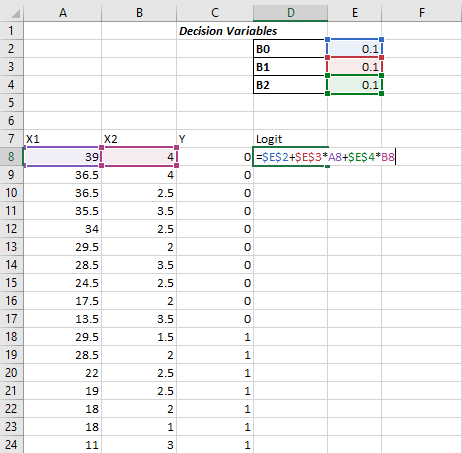 A B C D E F
1 Decision Variables
2 B0 0.1
3 B1 0.1
4 B2 0.1
5
6
7 X1 X2 Y Logit
8 39 4 0 =$E$2+$E$3*A8+$E$4*B8
9 36.5 4 0
10 36.5 2.5 0
11 35.5 3.5 0
12 34 2.5 0
13 29.5 2 0
14 28.5 3.5 0
15 24.5 2.5 0
16 17.5 2 0
17 13.5 3.5 0
18 29.5 1.5 1
19 28.5 2 1
20 22 2.5 1
21 19 2.5 1
22 18 2 1
23 18 1 1
24 11 3 1